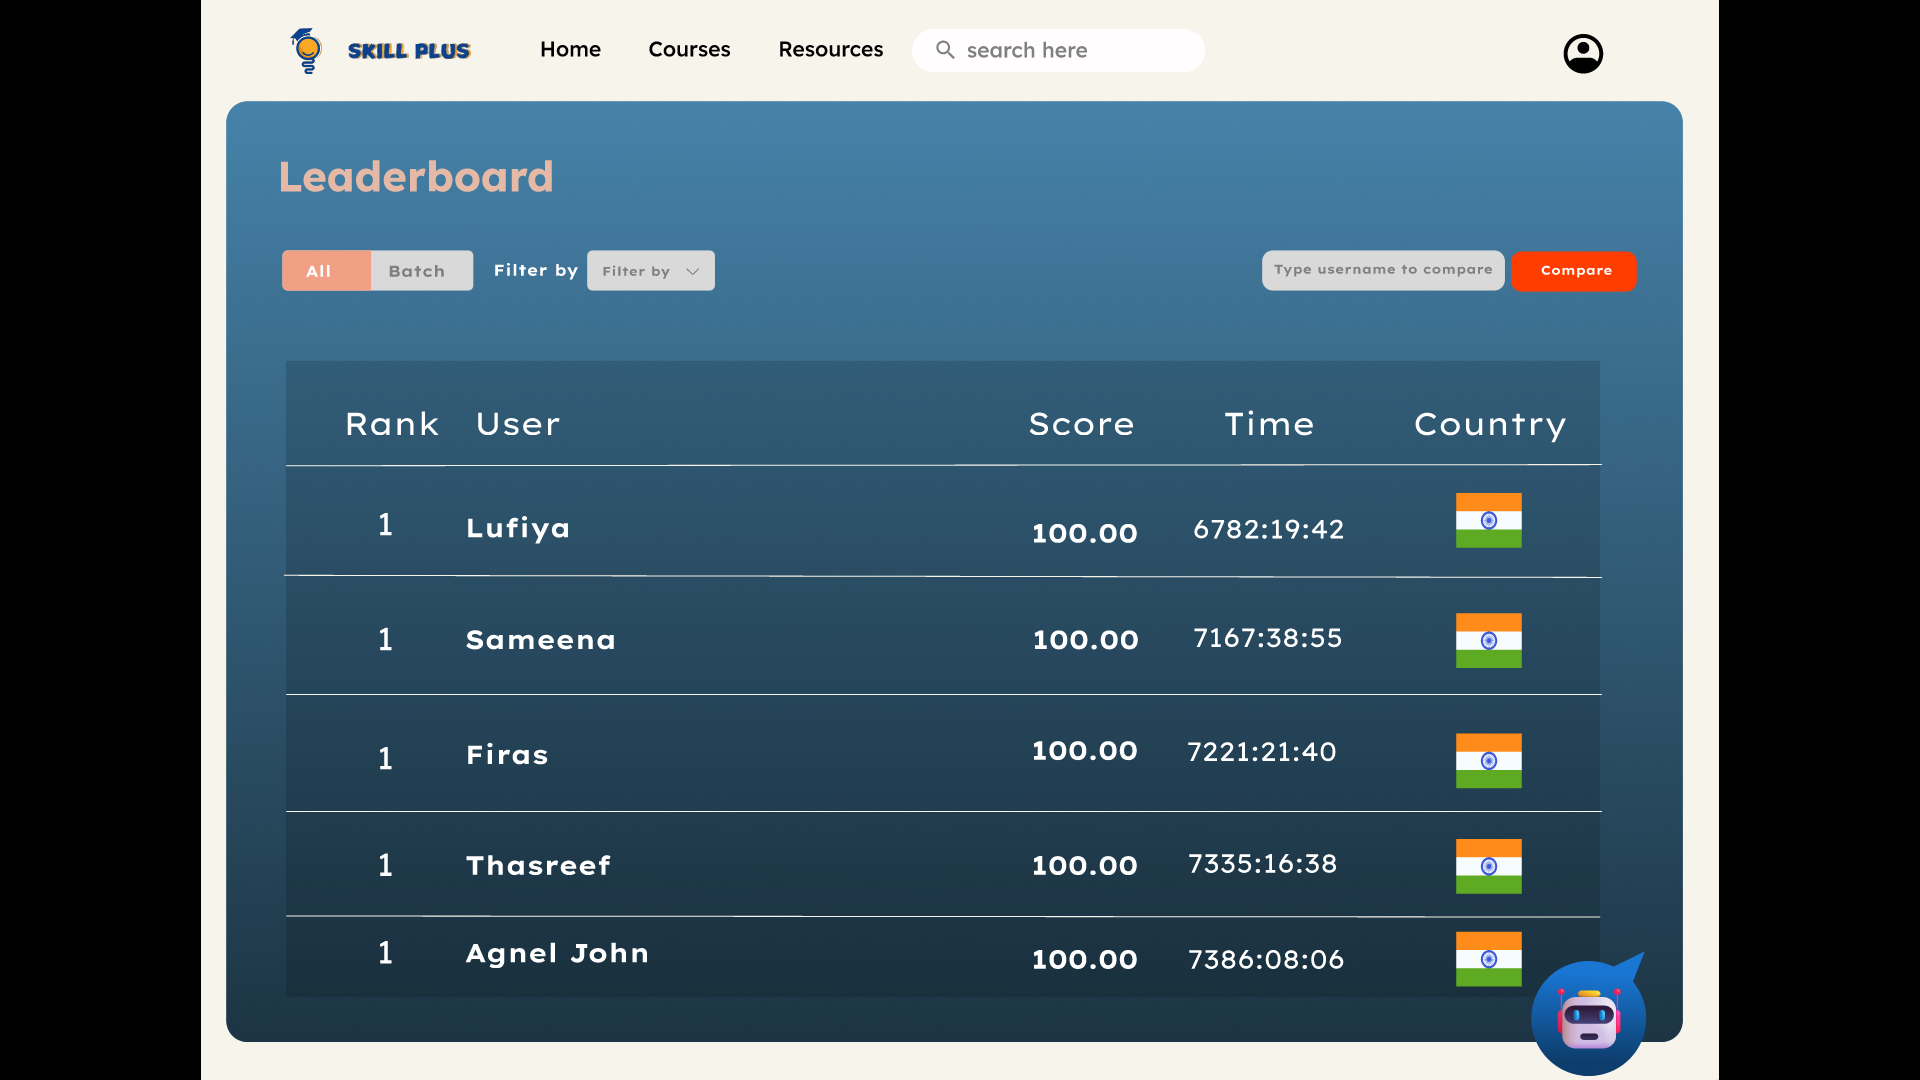 SKILL PLUS Home Courses Resources search here
Leaderboard
All Batch Filter by Filter by Type username to compare Compare
Rank User Score Time Country
1 Lufiya 100.00 6782:19:42
1 Sameena 100.00 7167:38:55
1 Firas 100.00 7221:21:40
1 Thasreef 100.00 7335:16:38
1 Agnel John 100.00 7386:08:06